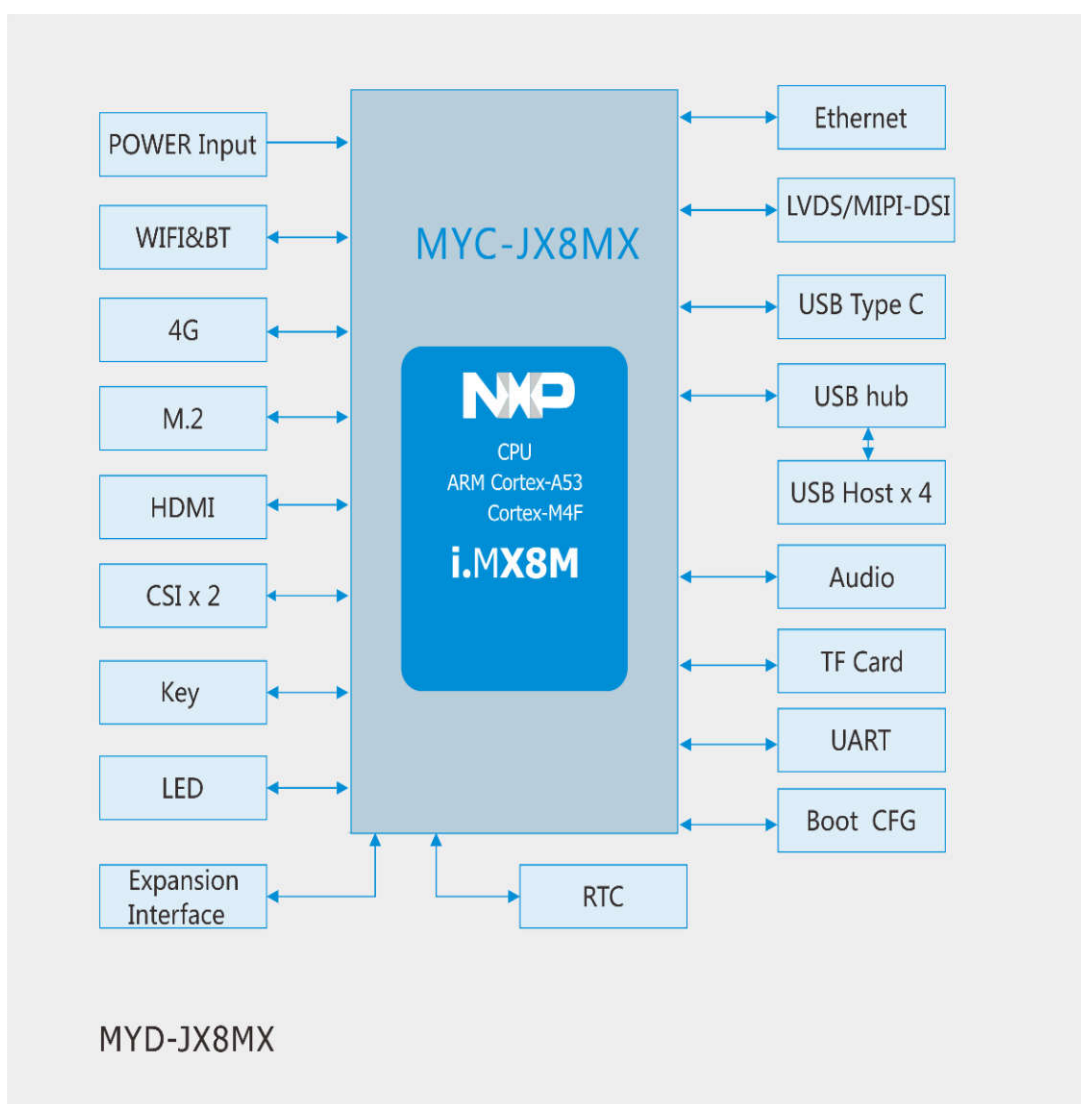 POWER Input
WIFI&BT
4G
M.2
HDMI
CSI x 2
Key
LED
Expansion
Interface
MYC-JX8MX
NXP
CPU
ARM Cortex-A53
Cortex-M4F
i.MX8M
Ethernet
LVDS/MIPI-DSI
USB Type C
USB hub
USB Host x 4
Audio
TF Card
UART
Boot CFG
RTC
MYD-JX8MX